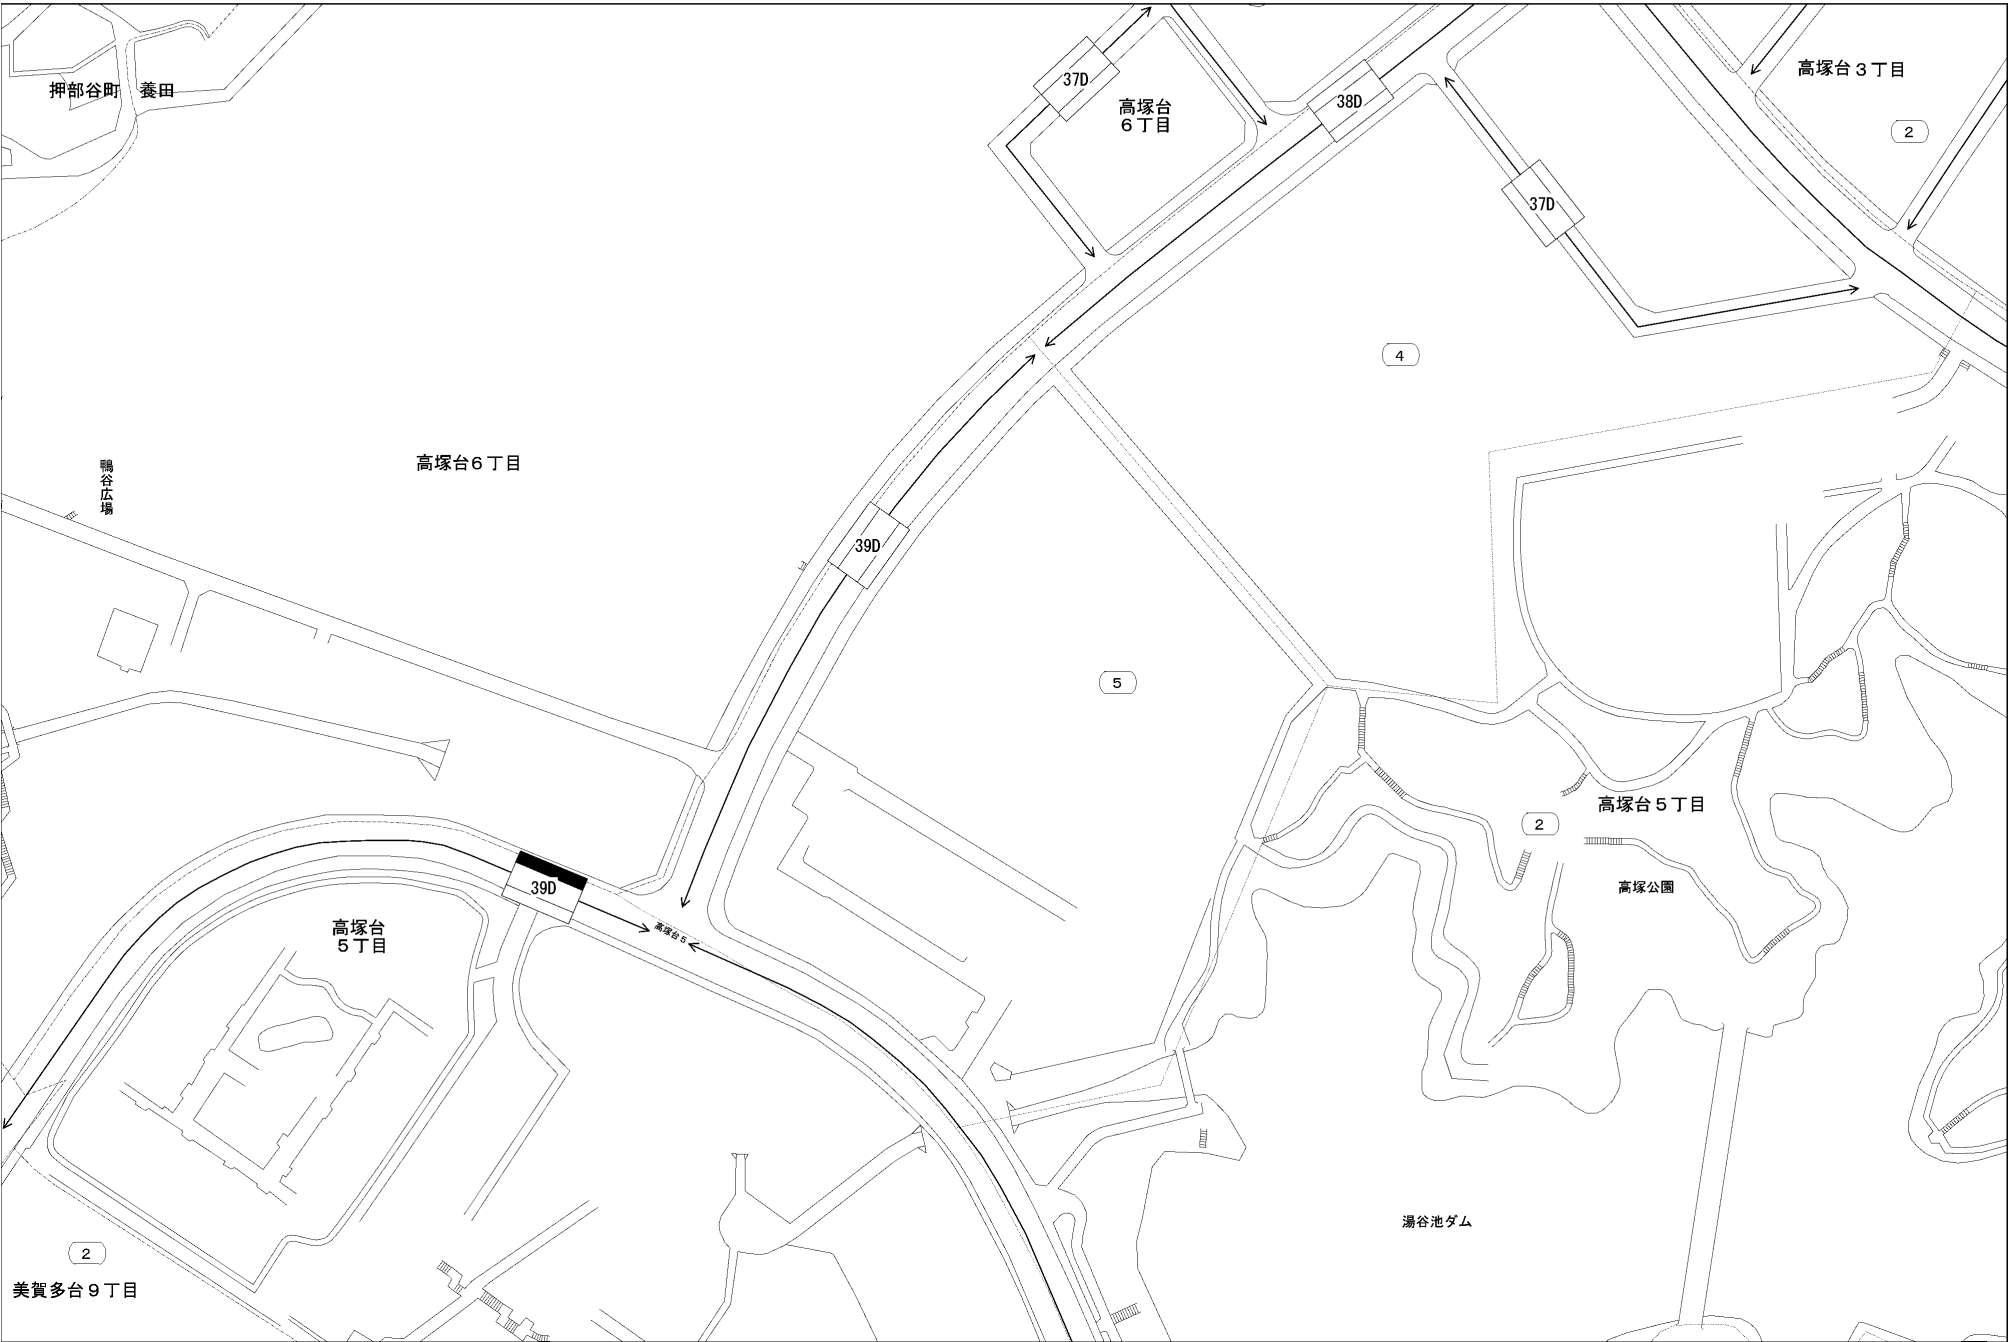 37D
38D
高塚台３丁目
押部谷町　養田
高塚台
６丁目
2
37D
4
高塚台６丁目
鴨谷広場
39D
5
高塚台５丁目
2
39D
高塚公園
高塚台
５丁目
高塚台５
湯谷池ダム
2
美賀多台９丁目